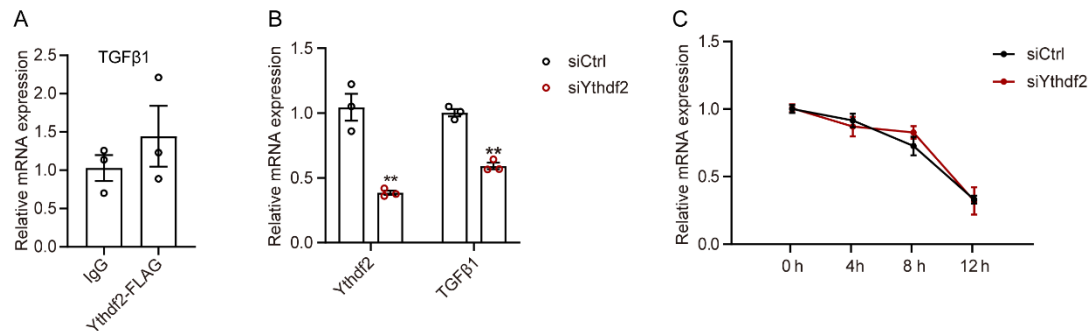 A
Relative mRNA expression
TGFβ1
2.5
2.0
1.5
1.0
0.5
0.0
IgG
Ythdf2-FLAG
B
Relative mRNA expression
1.5
1.0
0.5
0.0
**
**
Ythdf2
TGFβ1
siCtrl
siYthdf2
C
Relative mRNA expression
1.5
1.0
0.5
0.0
0 h
4h
8 h
12 h
siCtrl
siYthdf2